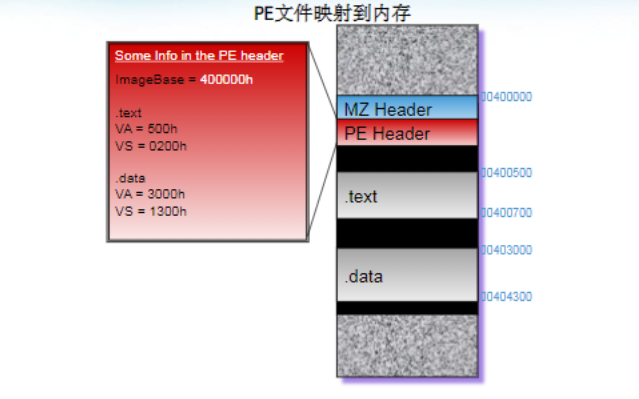 PE文件映射到内存
Some Info in the PE header
ImageBase = 400000h
.text
VA = 500h
VS = 0200h
.data
VA = 3000h
VS = 1300h
00400000
MZ Header
PE Header
00400500
.text
00400700
00403000
.data
00404300